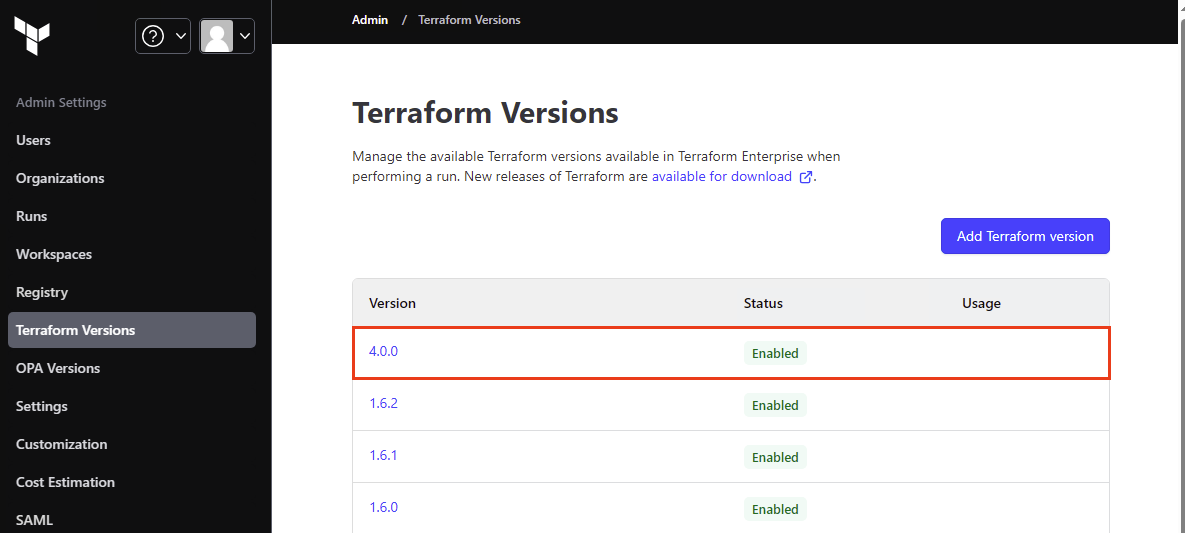 ?
Admin Settings
Users
Organizations
Runs
Workspaces
Registry
Terraform Versions
OPA Versions
Settings
Customization
Cost Estimation
SAML
Admin / Terraform Versions
Terraform Versions
Manage the available Terraform versions available in Terraform Enterprise when
performing a run. New releases of Terraform are available for download .
Add Terraform version
Version Status Usage
4.0.0 Enabled
1.6.2 Enabled
1.6.1 Enabled
1.6.0 Enabled